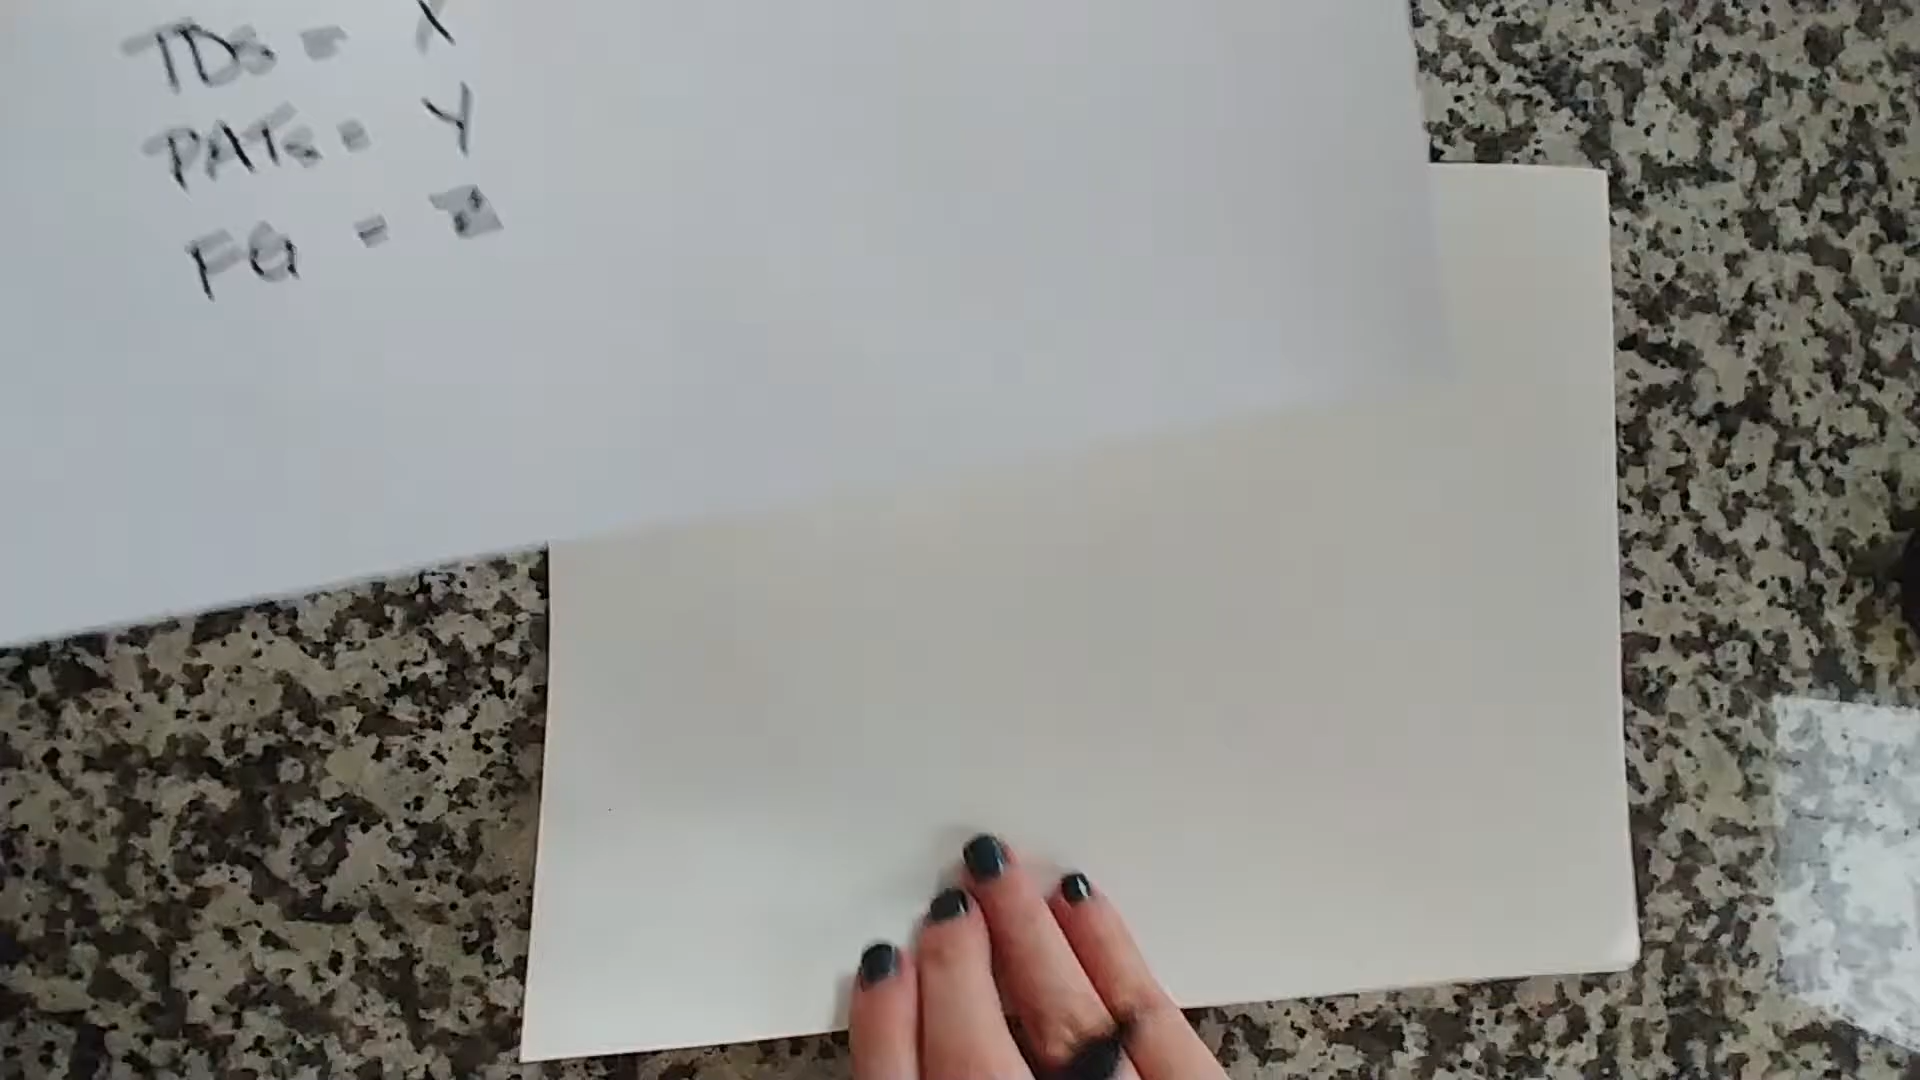 TDs = X
PATs = Y
FG = z